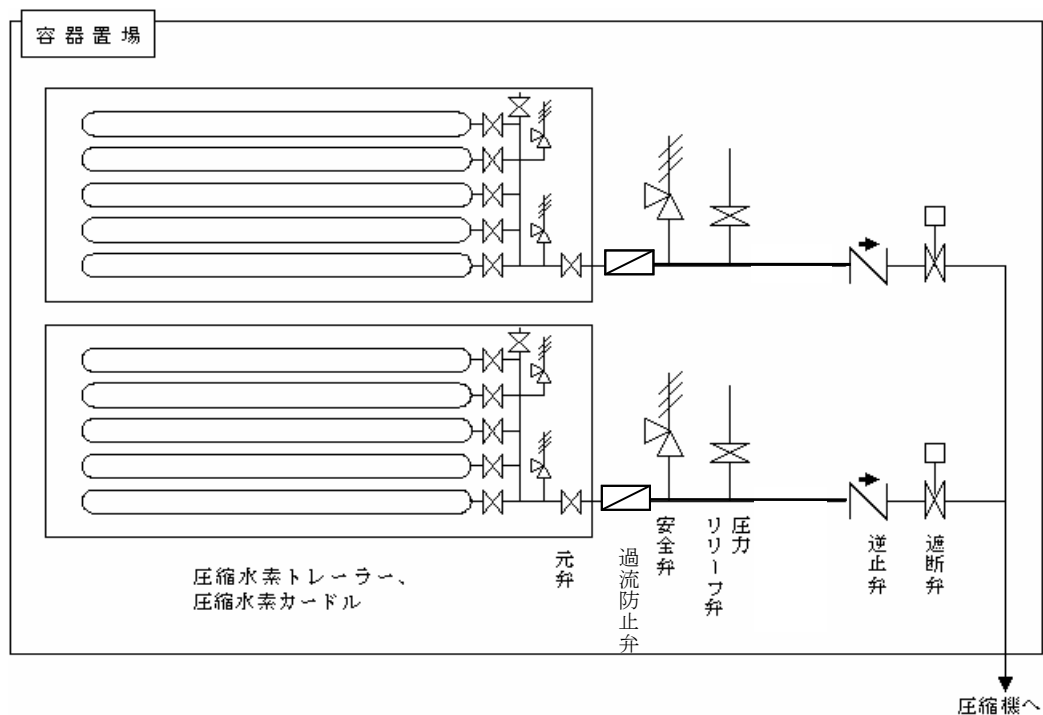 容器置場
圧縮水素トレーラー、
圧縮水素カードル
元弁
過流防止弁
安全弁
圧力
リリーフ弁
逆止弁
遮断弁
圧縮機へ